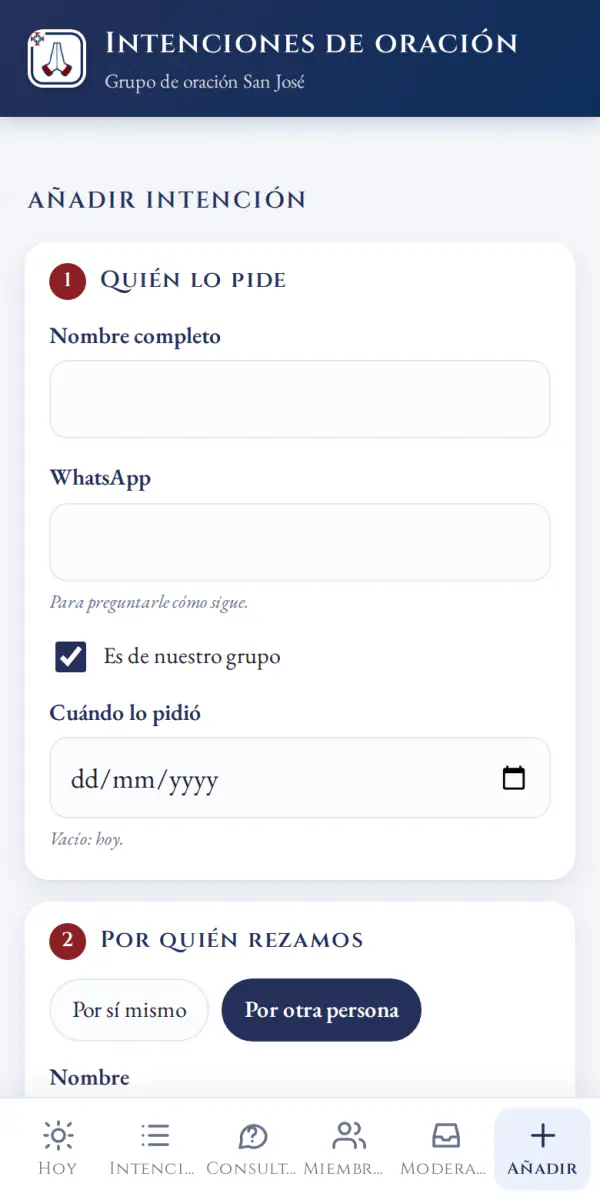 Intenciones de oración
Grupo de oración San José
Añadir intención
1 Quién lo pide
Nombre completo
WhatsApp
Para preguntarle cómo sigue.
Es de nuestro grupo
Cuándo lo pidió
dd/mm/yyyy
Vacío: hoy.
2 Por quién rezamos
Por sí mismo Por otra persona
Nombre
Hoy Intenci... Consult... Miembr... Modera... Añadir